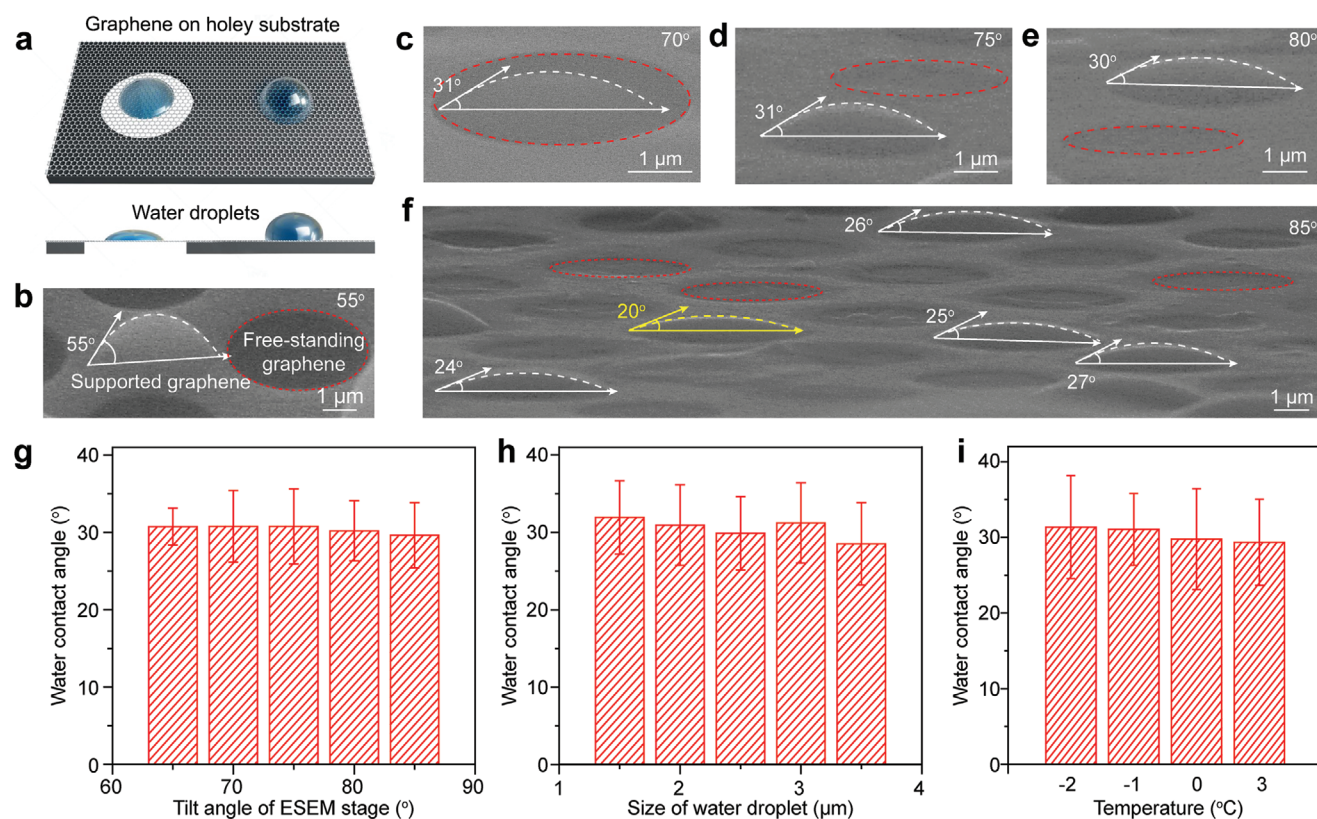 a
Graphene on holey substrate
Water droplets
b
55°
55°
Free-standing
graphene
Supported graphene
1 µm
c
70°
31°
1 µm
d
75°
31°
1 µm
e
80°
30°
1 µm
f
85°
26°
20°
25°
24°
27°
1 µm
g
Water contact angle (°)
40
30
20
10
0
60
70
80
90
Tilt angle of ESEM stage (°)
h
Water contact angle (°)
40
30
20
10
0
1
2
3
4
Size of water droplet (µm)
i
Water contact angle (°)
40
30
20
10
0
-2
-1
0
3
Temperature (°C)